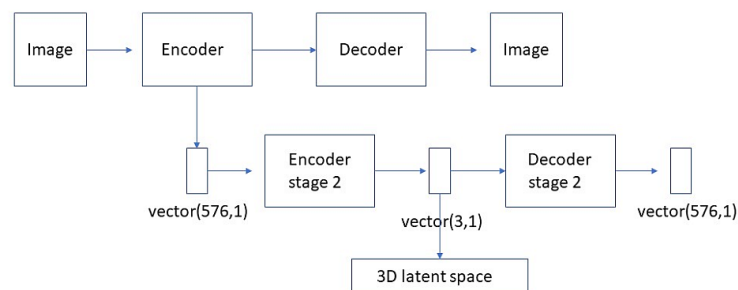 Image
Encoder
Decoder
Image
Encoder
stage 2
Decoder
stage 2
vector(576,1)
vector(3,1)
vector(576,1)
3D latent space